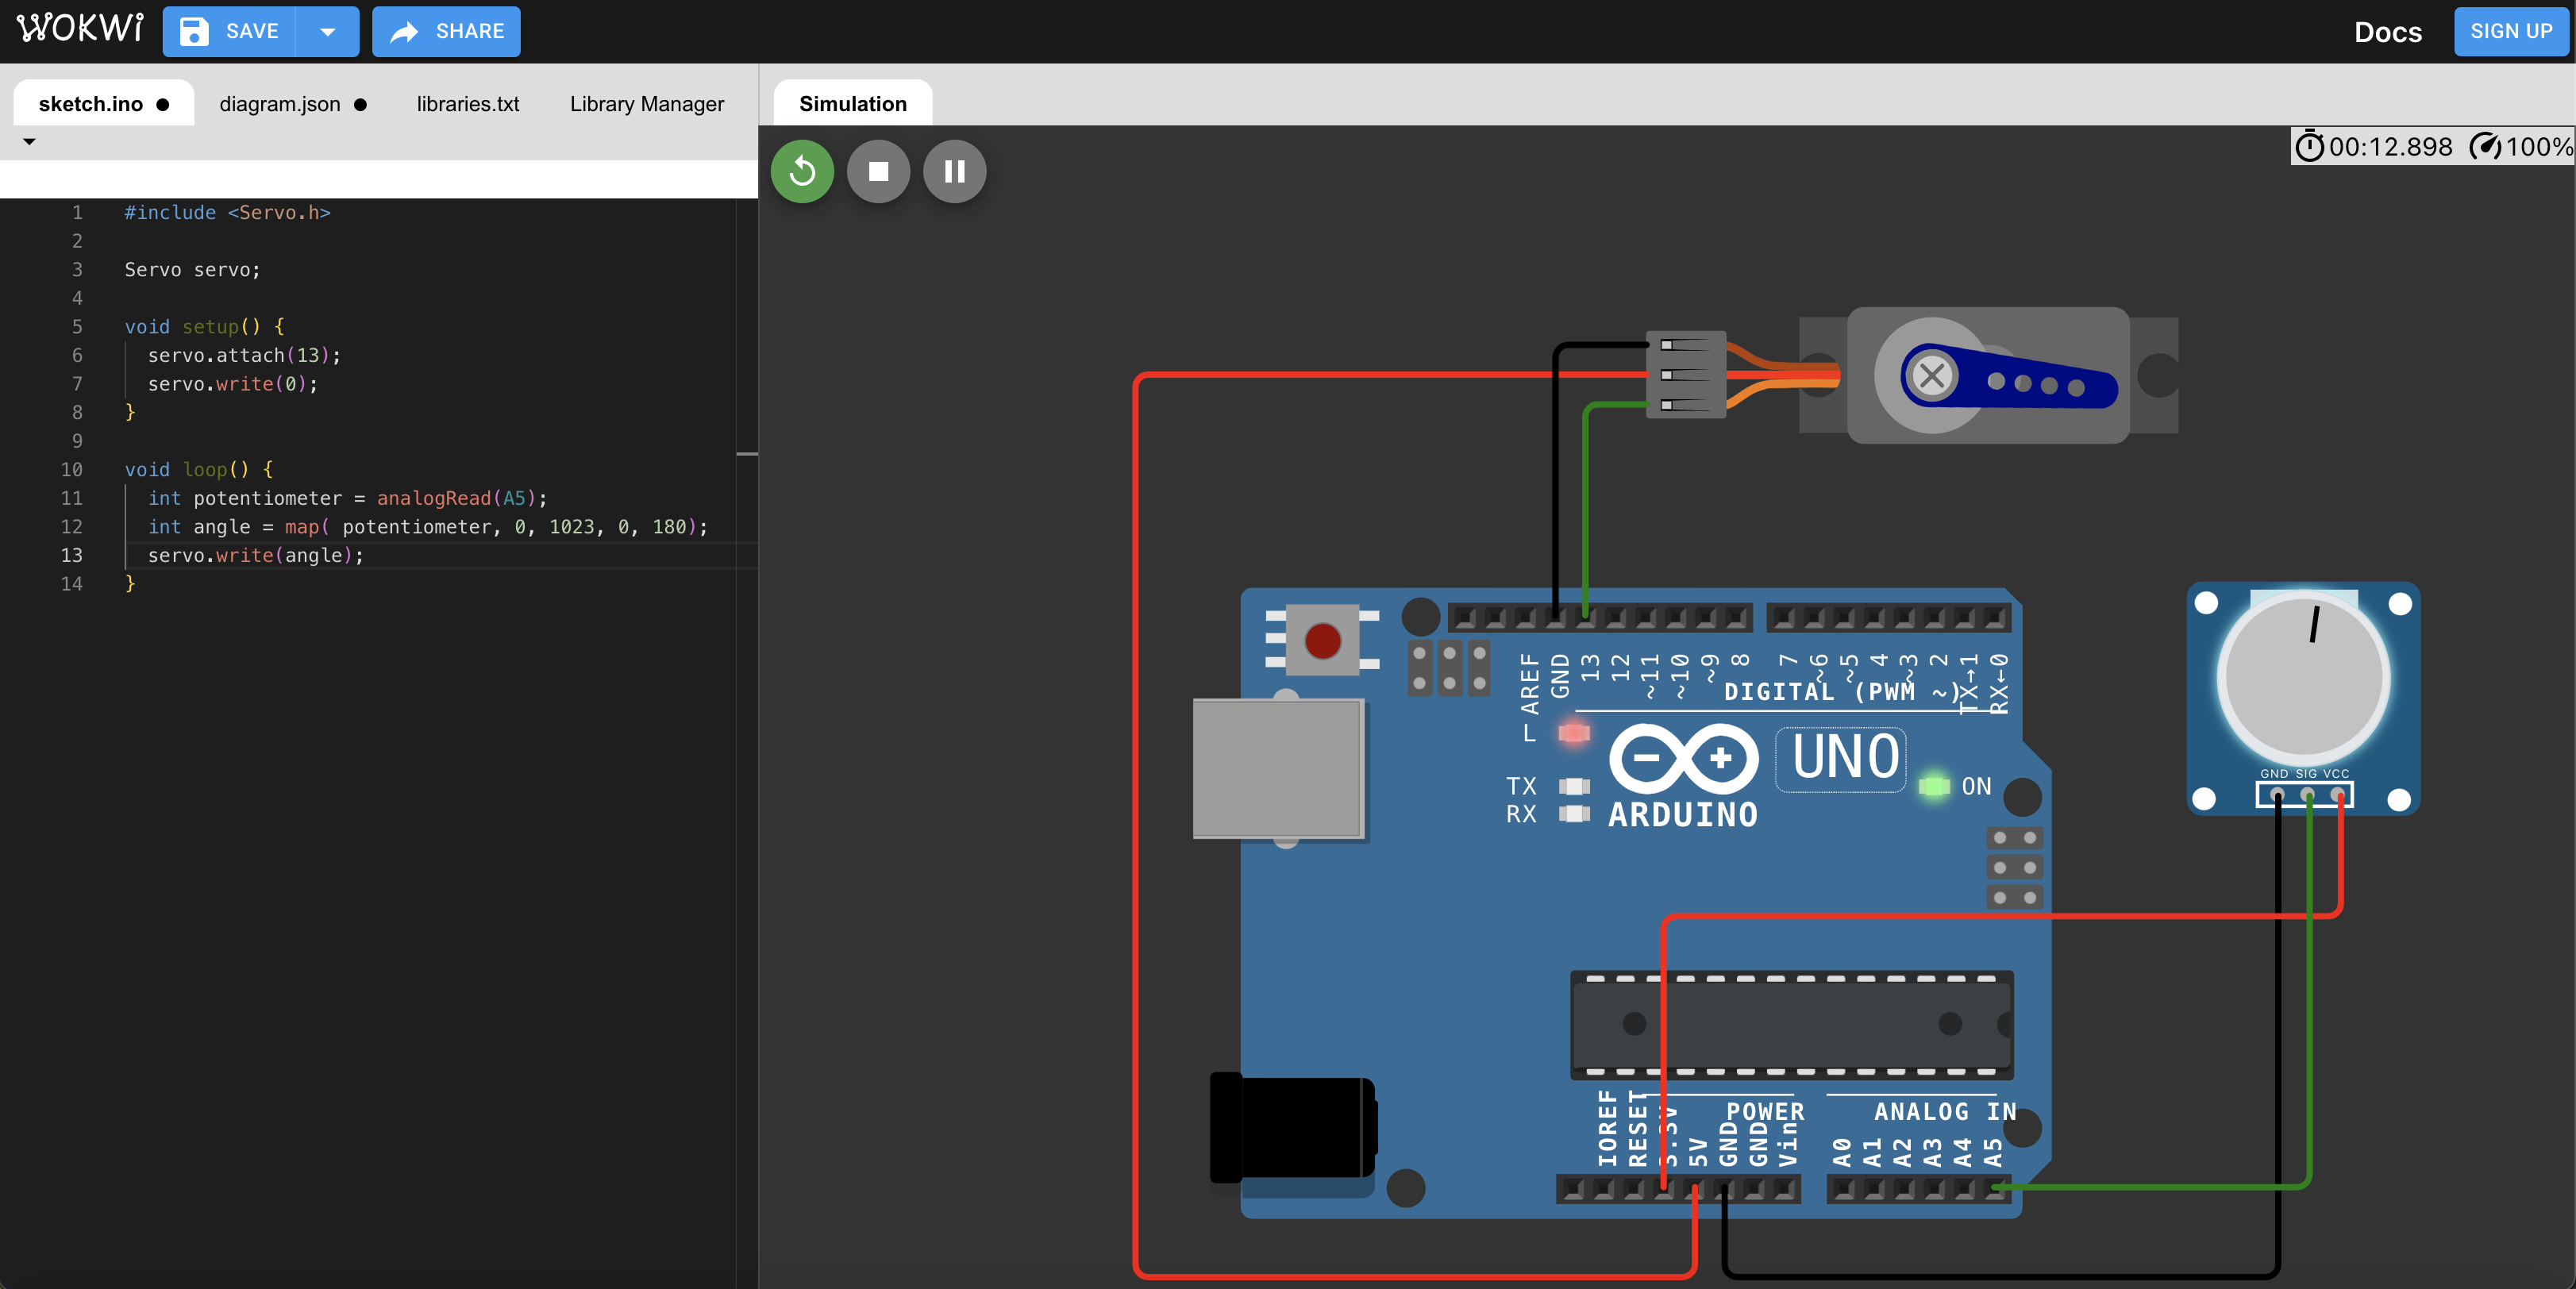 WOKWi SAVE SHARE Docs SIGN UP
sketch.ino diagram.json libraries.txt Library Manager
Simulation
00:12.898 100%
1 #include <Servo.h>
2
3 Servo servo;
4
5 void setup() {
6 servo.attach(13);
7 servo.write(0);
8 }
9
10 void loop() {
11 int potentiometer = analogRead(A5);
12 int angle = map( potentiometer, 0, 1023, 0, 180);
13 servo.write(angle);
14 }
AREF GND 13 12 ~11 ~10 ~9 8 7 ~6 ~5 4 ~3 2 TX→1 RX←0
DIGITAL (PWM ~)
L
UNO
TX ON
RX ARDUINO
GND SIG VCC
POWER ANALOG IN
IOREF RESET 3.3V 5V GND GND Vin A0 A1 A2 A3 A4 A5